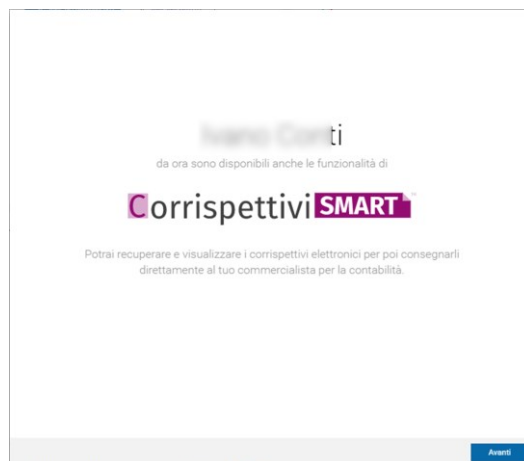 da ora sono disponibili anche le funzionalità di
Corrispettivi SMART
Potrai recuperare e visualizzare i corrispettivi elettronici per poi consegnarli
direttamente al tuo commercialista per la contabilità.
Avanti